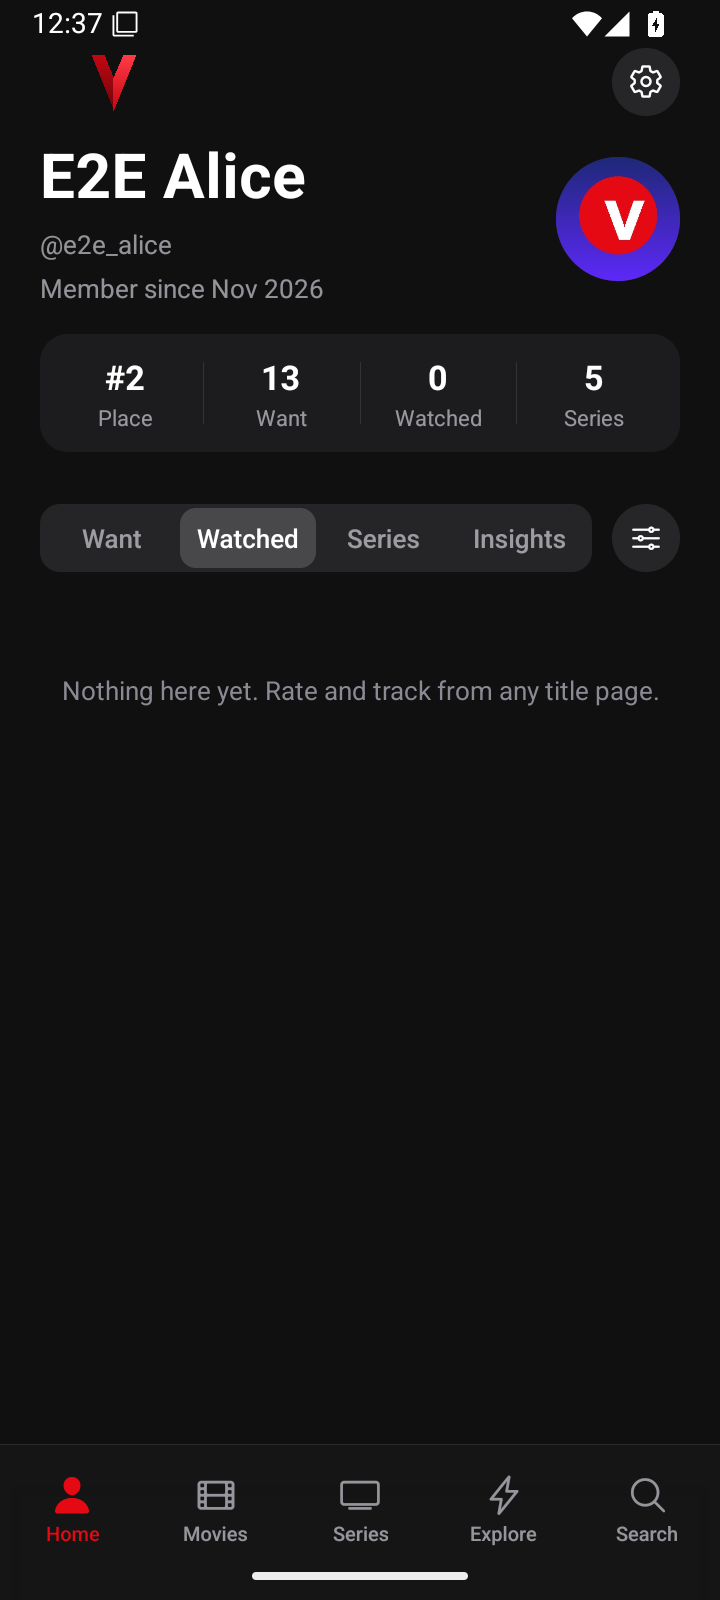 12:37
E2E Alice
@e2e_alice
Member since Nov 2026
V
#2 13 0 5
Place Want Watched Series
Want Watched Series Insights
Nothing here yet. Rate and track from any title page.
Home Movies Series Explore Search